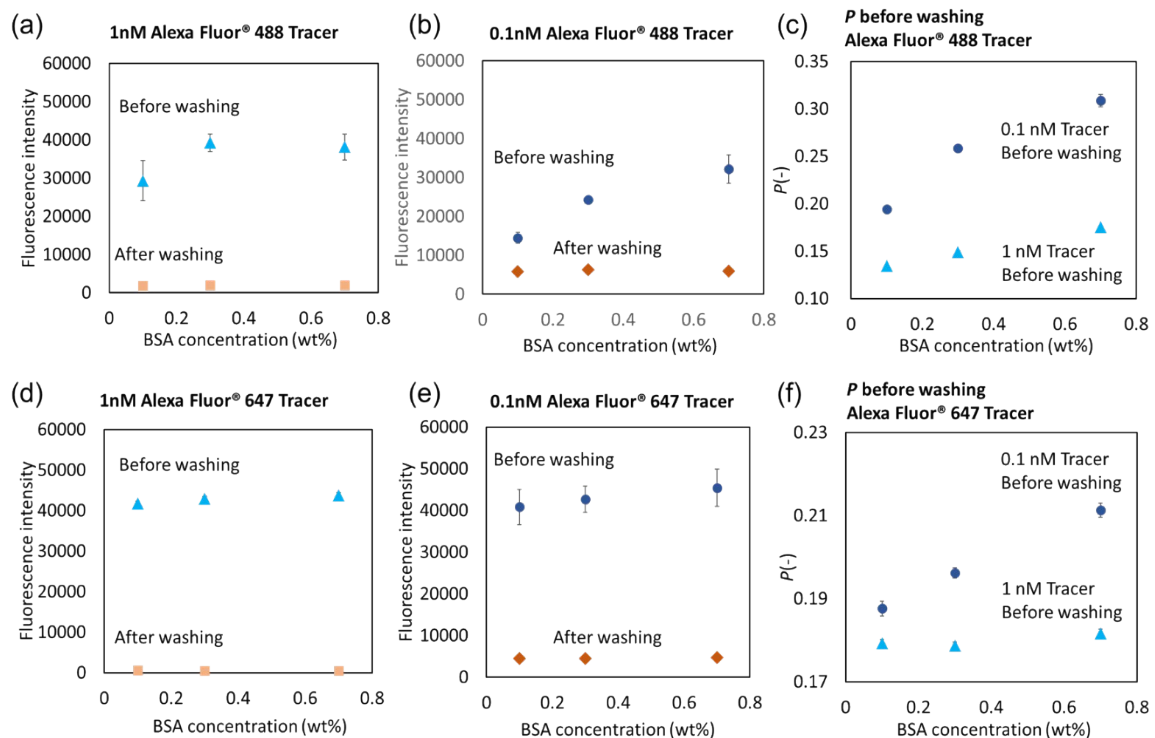 (a)
1nM Alexa Fluor® 488 Tracer
Fluorescence intensity
60000
50000
40000
30000
20000
10000
0
Before washing
After washing
0
0.2
0.4
0.6
0.8
BSA concentration (wt%)
(b)
0.1nM Alexa Fluor® 488 Tracer
Fluorescence intensity
60000
50000
40000
30000
20000
10000
0
Before washing
After washing
0
0.2
0.4
0.6
0.8
BSA concentration (wt%)
(c)
P before washing
Alexa Fluor® 488 Tracer
P(-)
0.35
0.30
0.25
0.20
0.15
0.10
0.1 nM Tracer
Before washing
1 nM Tracer
Before washing
0
0.2
0.4
0.6
0.8
BSA concentration (wt%)
(d)
1nM Alexa Fluor® 647 Tracer
Fluorescence intensity
60000
50000
40000
30000
20000
10000
0
Before washing
After washing
0
0.2
0.4
0.6
0.8
BSA concentration (wt%)
(e)
0.1nM Alexa Fluor® 647 Tracer
Fluorescence intensity
60000
50000
40000
30000
20000
10000
0
Before washing
After washing
0
0.2
0.4
0.6
0.8
BSA concentration (wt%)
(f)
P before washing
Alexa Fluor® 647 Tracer
P(-)
0.23
0.21
0.19
0.17
0.1 nM Tracer
Before washing
1 nM Tracer
Before washing
0
0.2
0.4
0.6
0.8
BSA concentration (wt%)